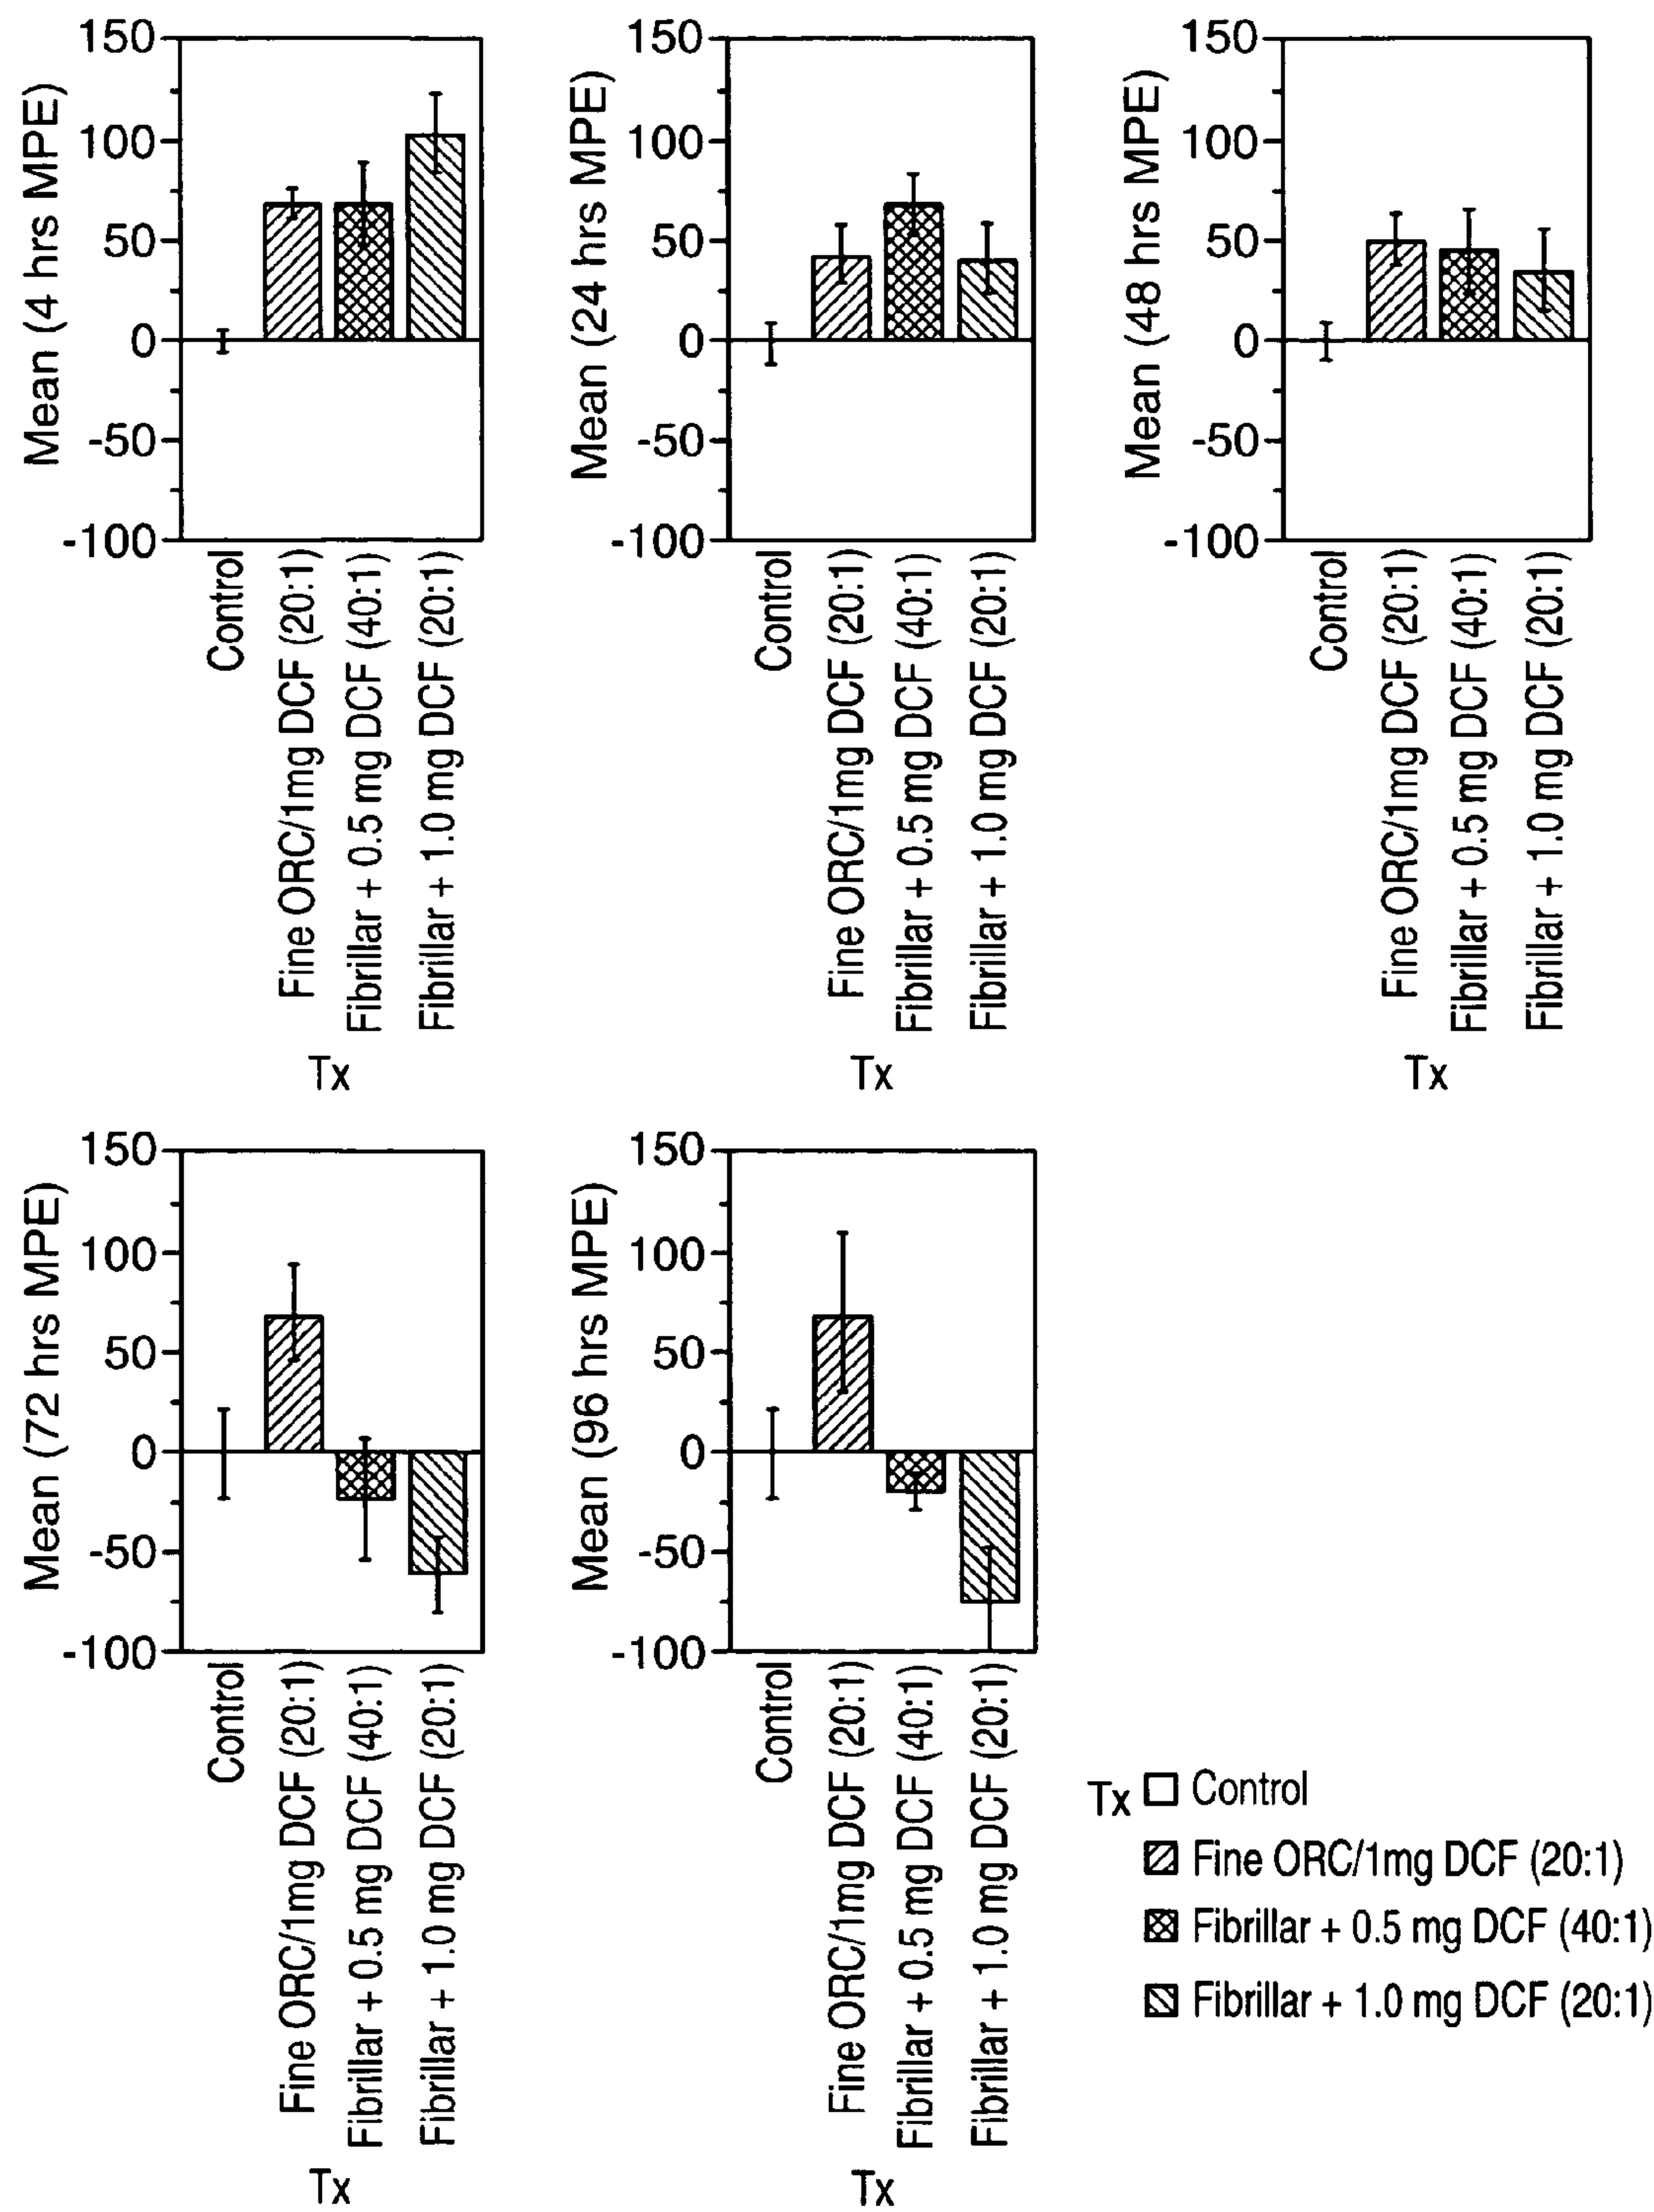 Mean (4 hrs MPE)
150
100
50
0
-50
-100
Control
Fine ORC/1mg DCF (20:1)
Fibrillar + 0.5 mg DCF (40:1)
Fibrillar + 1.0 mg DCF (20:1)
Tx
Mean (24 hrs MPE)
150
100
50
0
-50
-100
Control
Fine ORC/1mg DCF (20:1)
Fibrillar + 0.5 mg DCF (40:1)
Fibrillar + 1.0 mg DCF (20:1)
Tx
Mean (48 hrs MPE)
150
100
50
0
-50
-100
Control
Fine ORC/1mg DCF (20:1)
Fibrillar + 0.5 mg DCF (40:1)
Fibrillar + 1.0 mg DCF (20:1)
Tx
Mean (72 hrs MPE)
150
100
50
0
-50
-100
Control
Fine ORC/1mg DCF (20:1)
Fibrillar + 0.5 mg DCF (40:1)
Fibrillar + 1.0 mg DCF (20:1)
Tx
Mean (96 hrs MPE)
150
100
50
0
-50
-100
Control
Fine ORC/1mg DCF (20:1)
Fibrillar + 0.5 mg DCF (40:1)
Fibrillar + 1.0 mg DCF (20:1)
Tx
Tx Control
Fine ORC/1mg DCF (20:1)
Fibrillar + 0.5 mg DCF (40:1)
Fibrillar + 1.0 mg DCF (20:1)